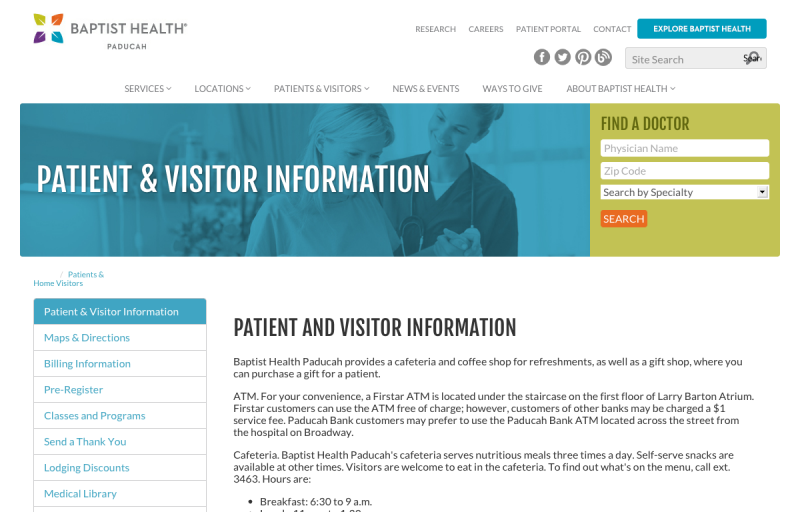 BAPTIST HEALTH®
PADUCAH
RESEARCH CAREERS PATIENT PORTAL CONTACT EXPLORE BAPTIST HEALTH
Site Search
SERVICES LOCATIONS PATIENTS & VISITORS NEWS & EVENTS WAYS TO GIVE ABOUT BAPTIST HEALTH
PATIENT & VISITOR INFORMATION
FIND A DOCTOR
Physician Name
Zip Code
Search by Specialty
SEARCH
/ Patients &
Home Visitors
Patient & Visitor Information
Maps & Directions
Billing Information
Pre-Register
Classes and Programs
Send a Thank You
Lodging Discounts
Medical Library
PATIENT AND VISITOR INFORMATION
Baptist Health Paducah provides a cafeteria and coffee shop for refreshments, as well as a gift shop, where you
can purchase a gift for a patient.
ATM. For your convenience, a Firstar ATM is located under the staircase on the first floor of Larry Barton Atrium.
Firstar customers can use the ATM free of charge; however, customers of other banks may be charged a $1
service fee. Paducah Bank customers may prefer to use the Paducah Bank ATM located across the street from
the hospital on Broadway.
Cafeteria. Baptist Health Paducah's cafeteria serves nutritious meals three times a day. Self-serve snacks are
available at other times. Visitors are welcome to eat in the cafeteria. To find out what's on the menu, call ext.
3463. Hours are:
• Breakfast: 6:30 to 9 a.m.